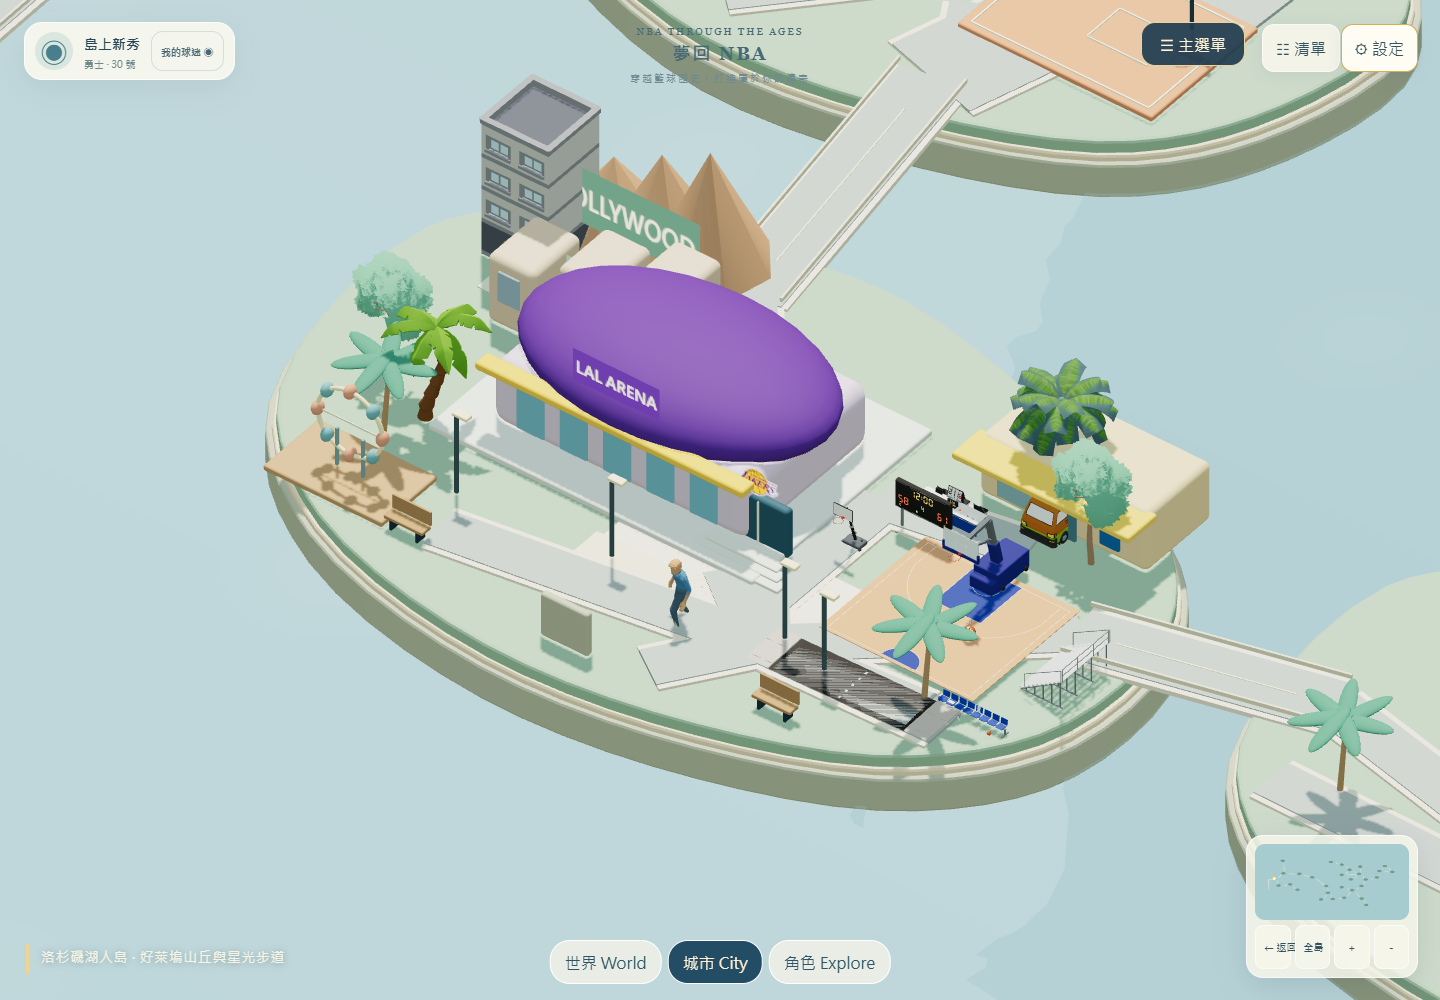 島上新秀
勇士 · 30 號
我的球迷 ◉
NBA THROUGH THE AGES
夢回 NBA
☰ 主選單
☷ 清單
⚙ 設定
OLLYWOOD
LAL ARENA
LAKERS
12:00
58
4
61
洛杉磯湖人島 · 好萊塢山丘與星光步道
世界 World
城市 City
角色 Explore
← 返回
全島
+
-